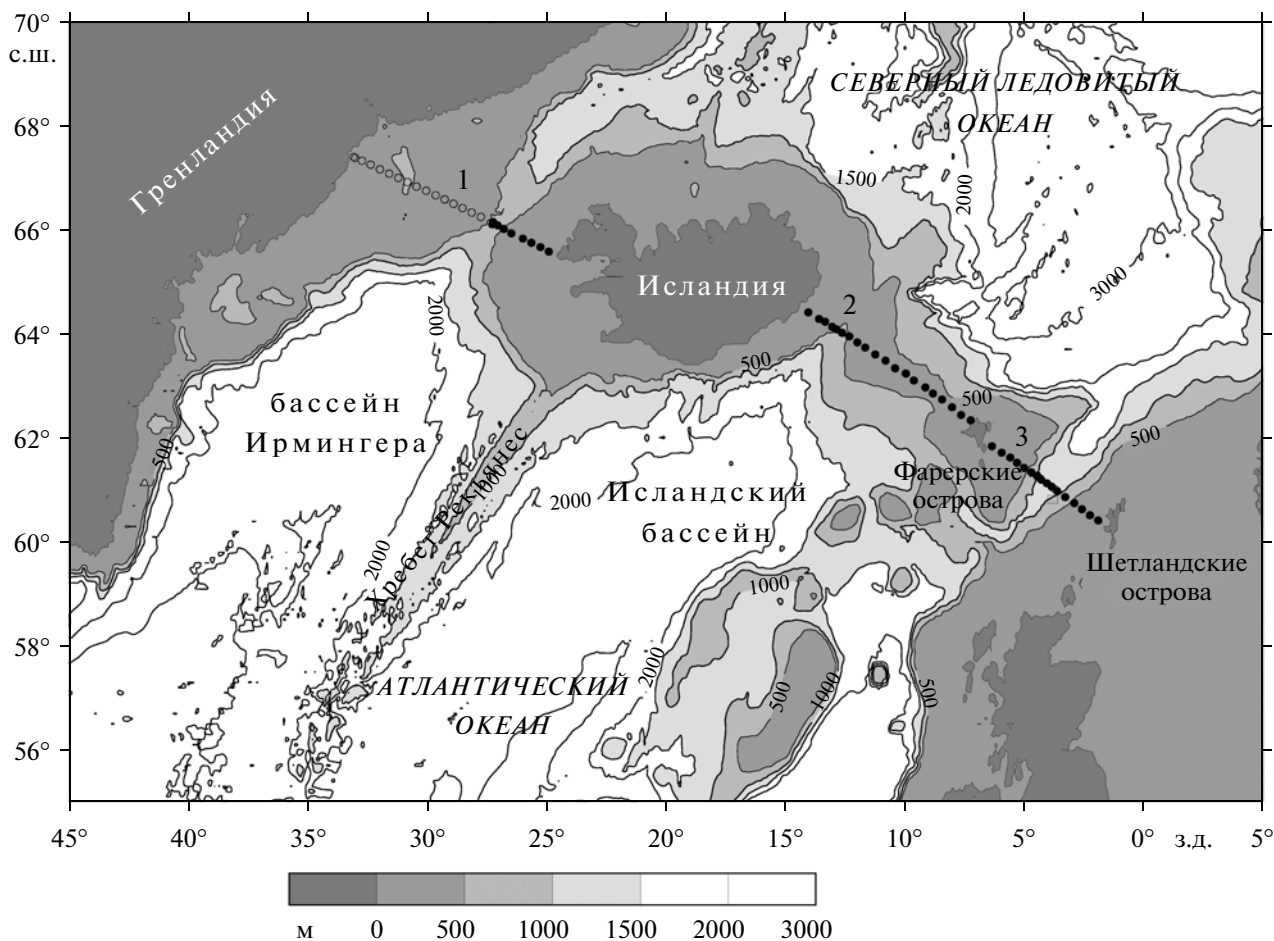 70°
с.ш.
68°
66°
64°
62°
60°
58°
56°
Гренландия
СЕВЕРНЫЙ ЛЕДОВИТЫЙ
ОКЕАН
1
1500
2000
3000
Исландия
2
2000
500
500
3
500
бассейн
Ирмингера
500
Хребет Рекьянес
1000
2000
Исландский
бассейн
Фарерские
острова
2000
1000
Шетландские
острова
2000
500
1000
500
АТЛАНТИЧЕСКИЙ
ОКЕАН
45° 40° 35° 30° 25° 20° 15° 10° 5° 0° з.д. 5°
м 0 500 1000 1500 2000 3000